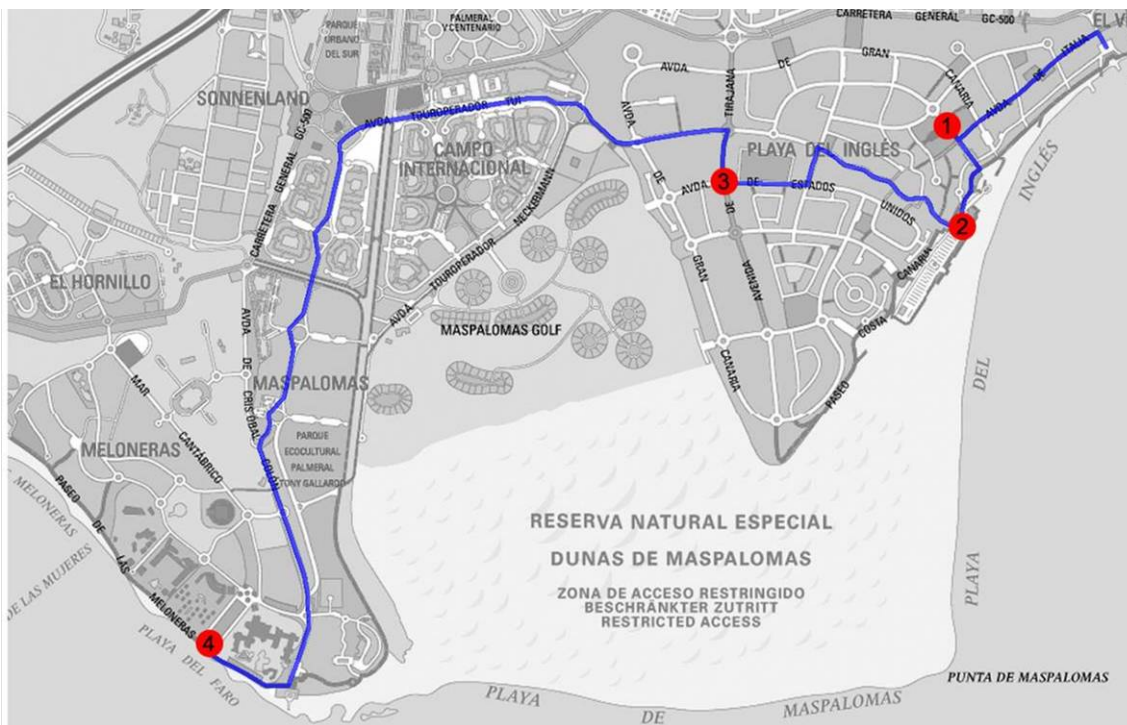 CARRETERA GENERAL GC-500
EL V
PARQUE
URBANO
DEL SUR
PALMERAL
Y CENTENARIO
GRAN
AVDA
DE
TIRAJANA
CANARIA
AVDA DE ITALIA
SONNENLAND
CARRETERA GENERAL GC-500
AVDA TOUROPERADOR TUI
AVDA DE GRAN CANARIA
1
PLAYA DEL INGLÉS
CAMPO
INTERNACIONAL
3
AVDA DE ESTADOS UNIDOS
2
DE AVENIDA
INGLÉS
DEL
PLAYA
EL HORNILLO
AVDA TOUROPERADOR NECKERMANN
MASPALOMAS GOLF
PASEO COSTA CANARIA
AVDA DE CRISTÓBAL COLÓN
MASPALOMAS
MAR CANTÁBRICO
MELONERAS
PARQUE
ECOCULTURAL
PALMERAL
TONY GALLARDO
MELONERAS
PASEO DE LAS MELONERAS
DE LAS MUJERES
RESERVA NATURAL ESPECIAL
DUNAS DE MASPALOMAS
ZONA DE ACCESO RESTRINGIDO
BESCHRÄNKTER ZUTRITT
RESTRICTED ACCESS
4
PLAYA DEL FARO
PUNTA DE MASPALOMAS
PLAYA DE MASPALOMAS